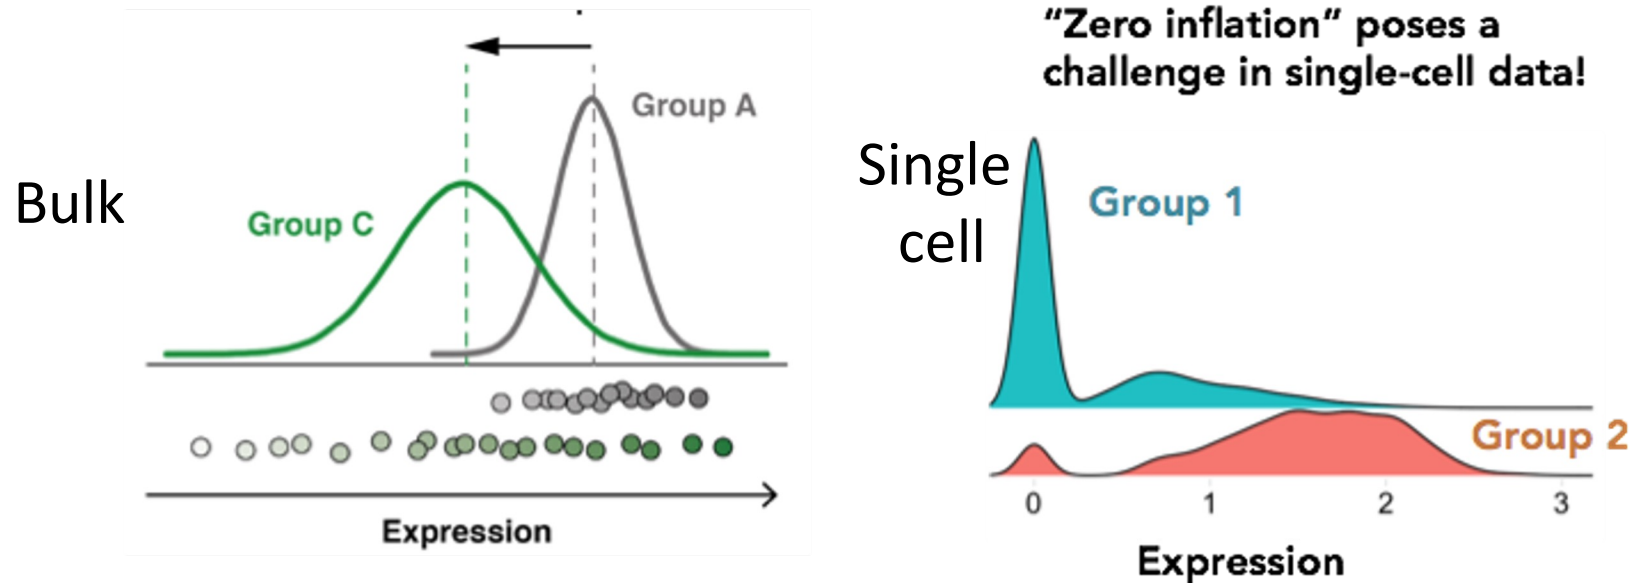 Bulk
Group A
Group C
Expression
“Zero inflation” poses a
challenge in single-cell data!
Single
cell
Group 1
Group 2
0 1 2 3
Expression